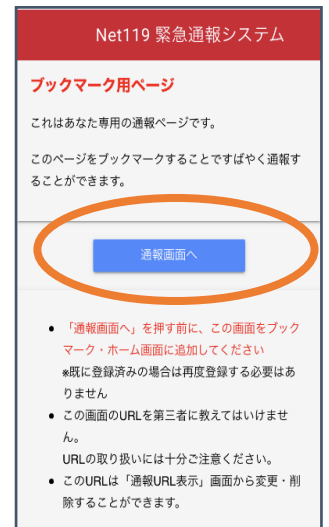 Net119 緊急通報システム
ブックマーク用ページ
これはあなた専用の通報ページです。
このページをブックマークすることですばやく通報す
ることができます。
通報画面へ
● 「通報画面へ」を押す前に、この画面をブック
マーク・ホーム画面に追加してください
※既に登録済みの場合は再度登録する必要はあ
りません
● この画面のURLを第三者に教えてはいけませ
ん。
URLの取り扱いには十分ご注意ください。
● このURLは「通報URL表示」画面から変更・削
除することができます。